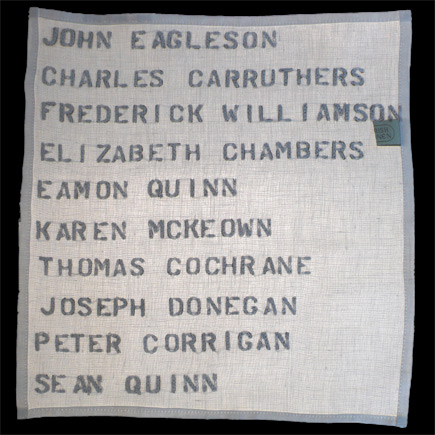 JOHN EAGLESON
CHARLES CARRUTHERS
FREDERICK WILLIAMSON
ELIZABETH CHAMBERS
EAMON QUINN
KAREN MCKEOWN
THOMAS COCHRANE
JOSEPH DONEGAN
PETER CORRIGAN
SEAN QUINN